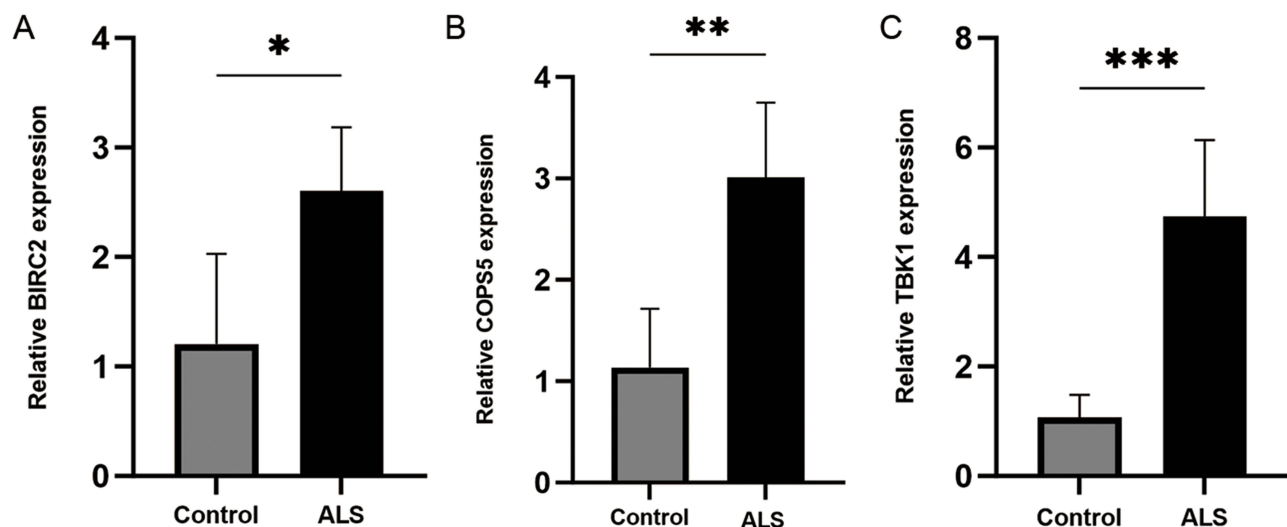 A
Relative BIRC2 expression
4
3
2
1
0
*
Control
ALS
B
Relative COPS5 expression
4
3
2
1
0
**
Control
ALS
C
Relative TBK1 expression
8
6
4
2
0
***
Control
ALS